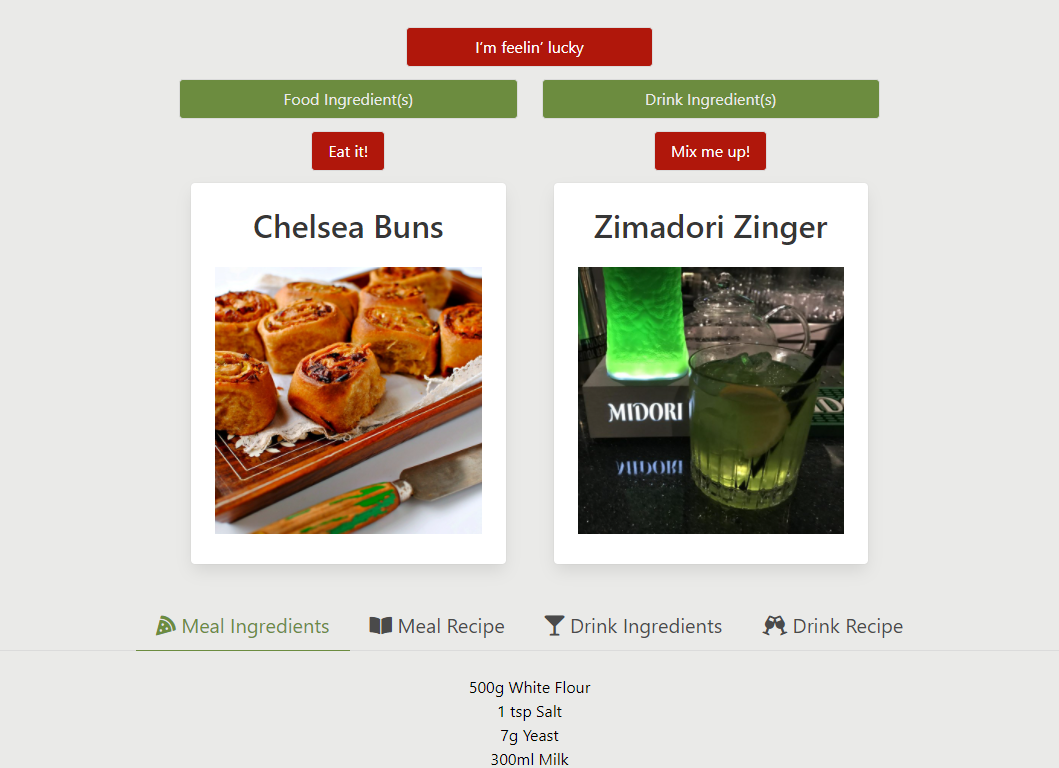 I'm feelin' lucky
Food Ingredient(s)
Drink Ingredient(s)
Eat it!
Mix me up!
Chelsea Buns
Zimadori Zinger
MIDORI
MIDORI
Meal Ingredients
Meal Recipe
Drink Ingredients
Drink Recipe
500g White Flour
1 tsp Salt
7g Yeast
300ml Milk